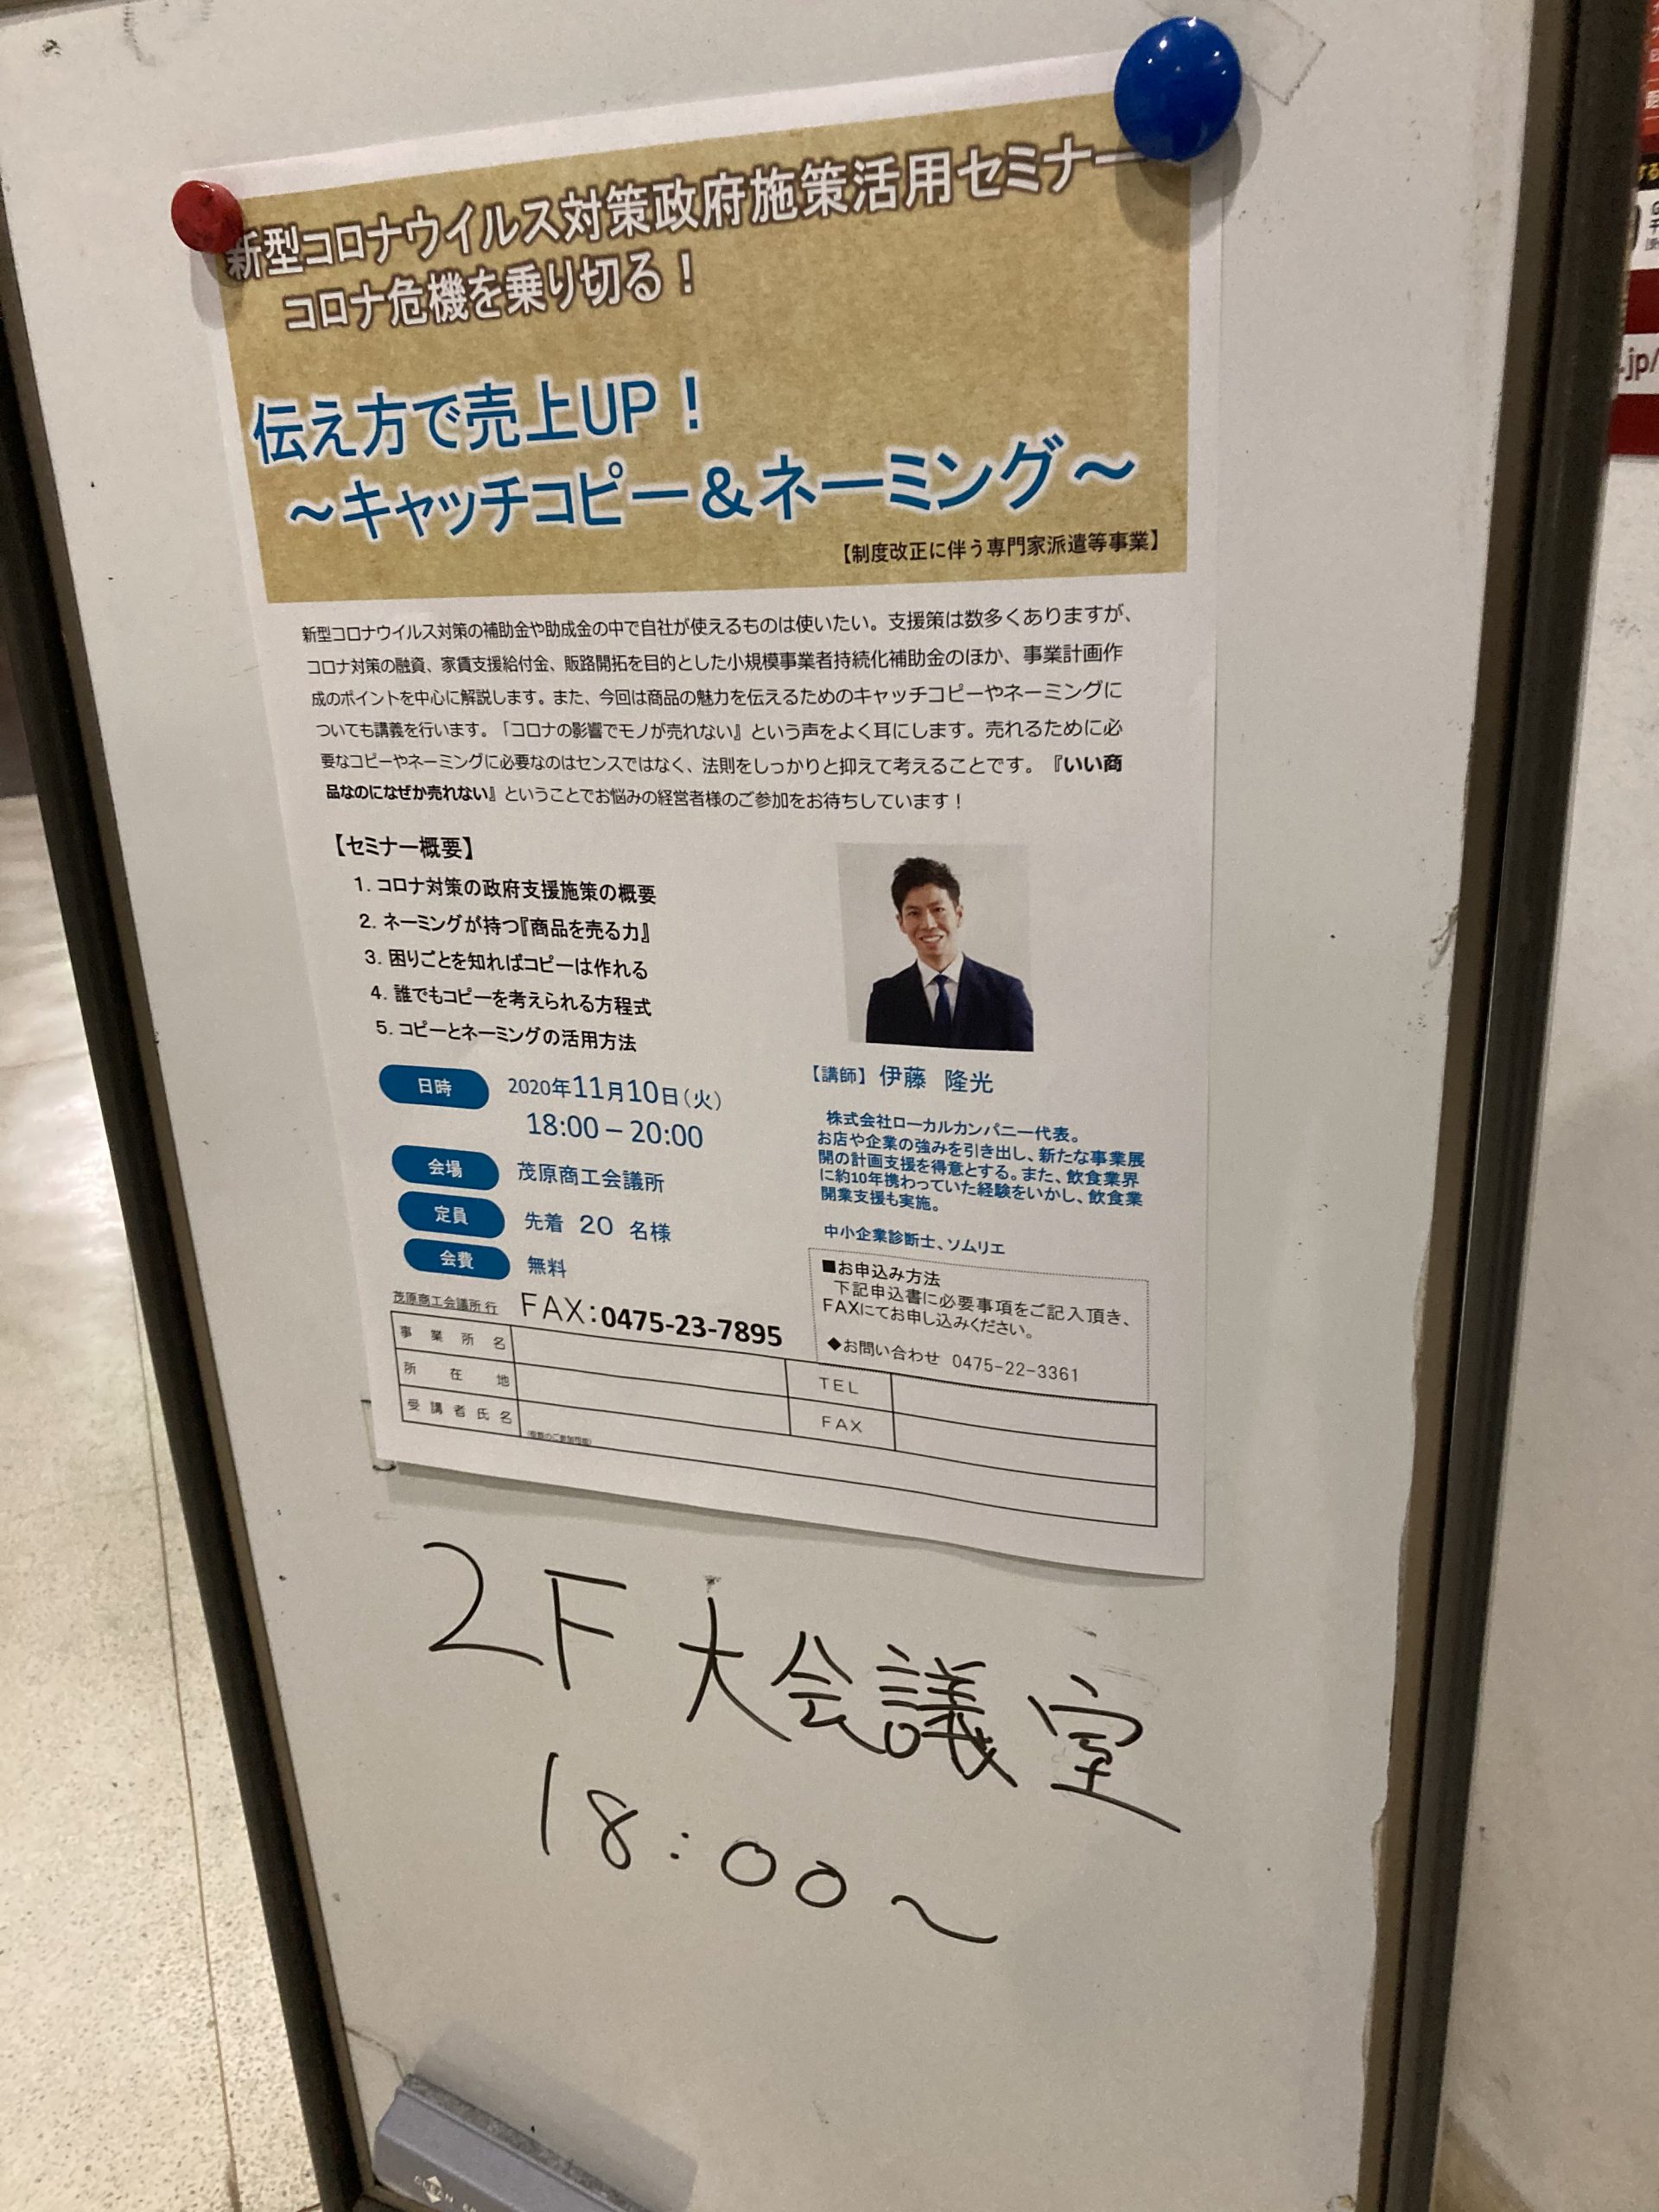 新型コロナウイルス対策政府施策活用セミナー
コロナ危機を乗り切る！
伝え方で売上UP！
～キャッチコピー＆ネーミング～
【制度改正に伴う専門家派遣等事業】
新型コロナウイルス対策の補助金や助成金の中で自社が使えるものは使いたい。支援策は数多くありますが、
コロナ対策の融資、家賃支援給付金、販路開拓を目的とした小規模事業者持続化補助金のほか、事業計画作
成のポイントを中心に解説します。また、今回は商品の魅力を伝えるためのキャッチコピーやネーミングに
ついても講義を行います。「コロナの影響でモノが売れない』という声をよく耳にします。売れるために必
要なコピーやネーミングに必要なのはセンスではなく、法則をしっかりと抑えて考えることです。『いい商
品なのになぜか売れない』ということでお悩みの経営者様のご参加をお待ちしています！
【セミナー概要】
1. コロナ対策の政府支援施策の概要
2. ネーミングが持つ『商品を売る力』
3. 困りごとを知ればコピーは作れる
4. 誰でもコピーを考えられる方程式
5. コピーとネーミングの活用方法
日時 2020年11月10日（火）
18:00 – 20:00
会場 茂原商工会議所
定員 先着 20 名様
会費 無料
【講師】伊藤 隆光
株式会社ローカルカンパニー代表。
お店や企業の強みを引き出し、新たな事業展
開の計画支援を得意とする。また、飲食業界
に約10年携わっていた経験をいかし、飲食業
開業支援も実施。
中小企業診断士、ソムリエ
■お申込み方法
下記申込書に必要事項をご記入頂き、
FAXにてお申し込みください。
◆お問い合わせ 0475-22-3361
茂原商工会議所 行 FAX：0475-23-7895
事業所名
所在地 TEL
受講者氏名 FAX
(複数のご参加可能)
2F 大会議室
18:00～
.jp/